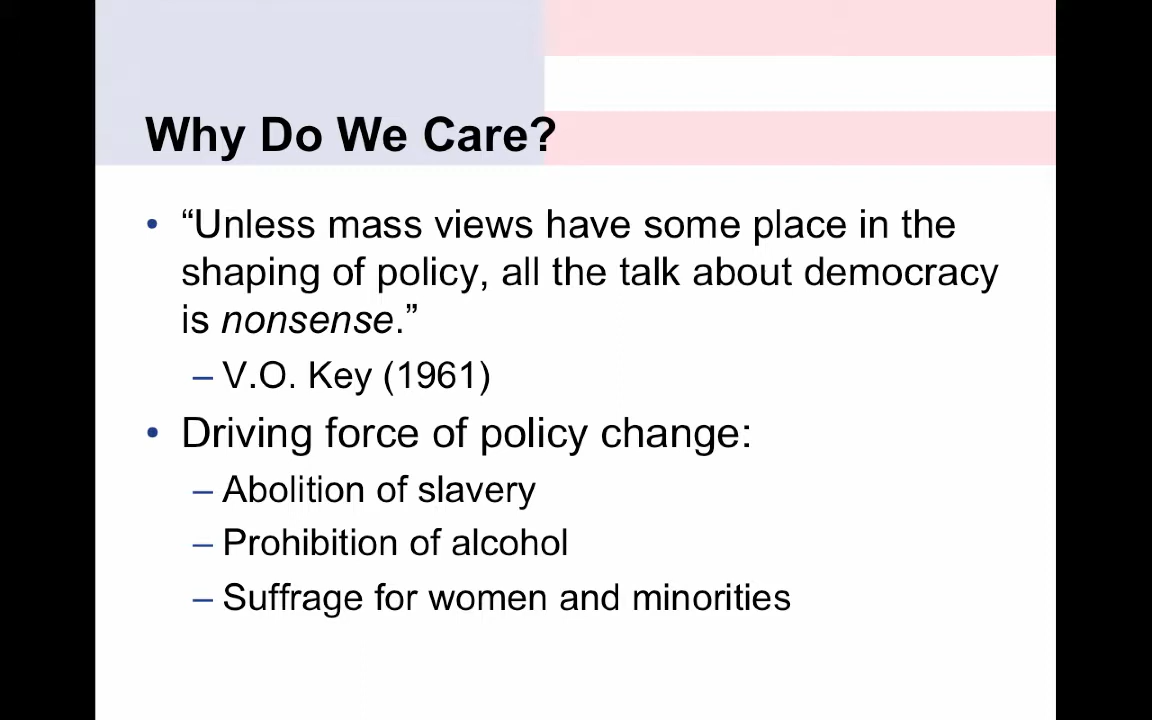 Why Do We Care?
• “Unless mass views have some place in the
shaping of policy, all the talk about democracy
is nonsense.”
– V.O. Key (1961)
• Driving force of policy change:
– Abolition of slavery
– Prohibition of alcohol
– Suffrage for women and minorities